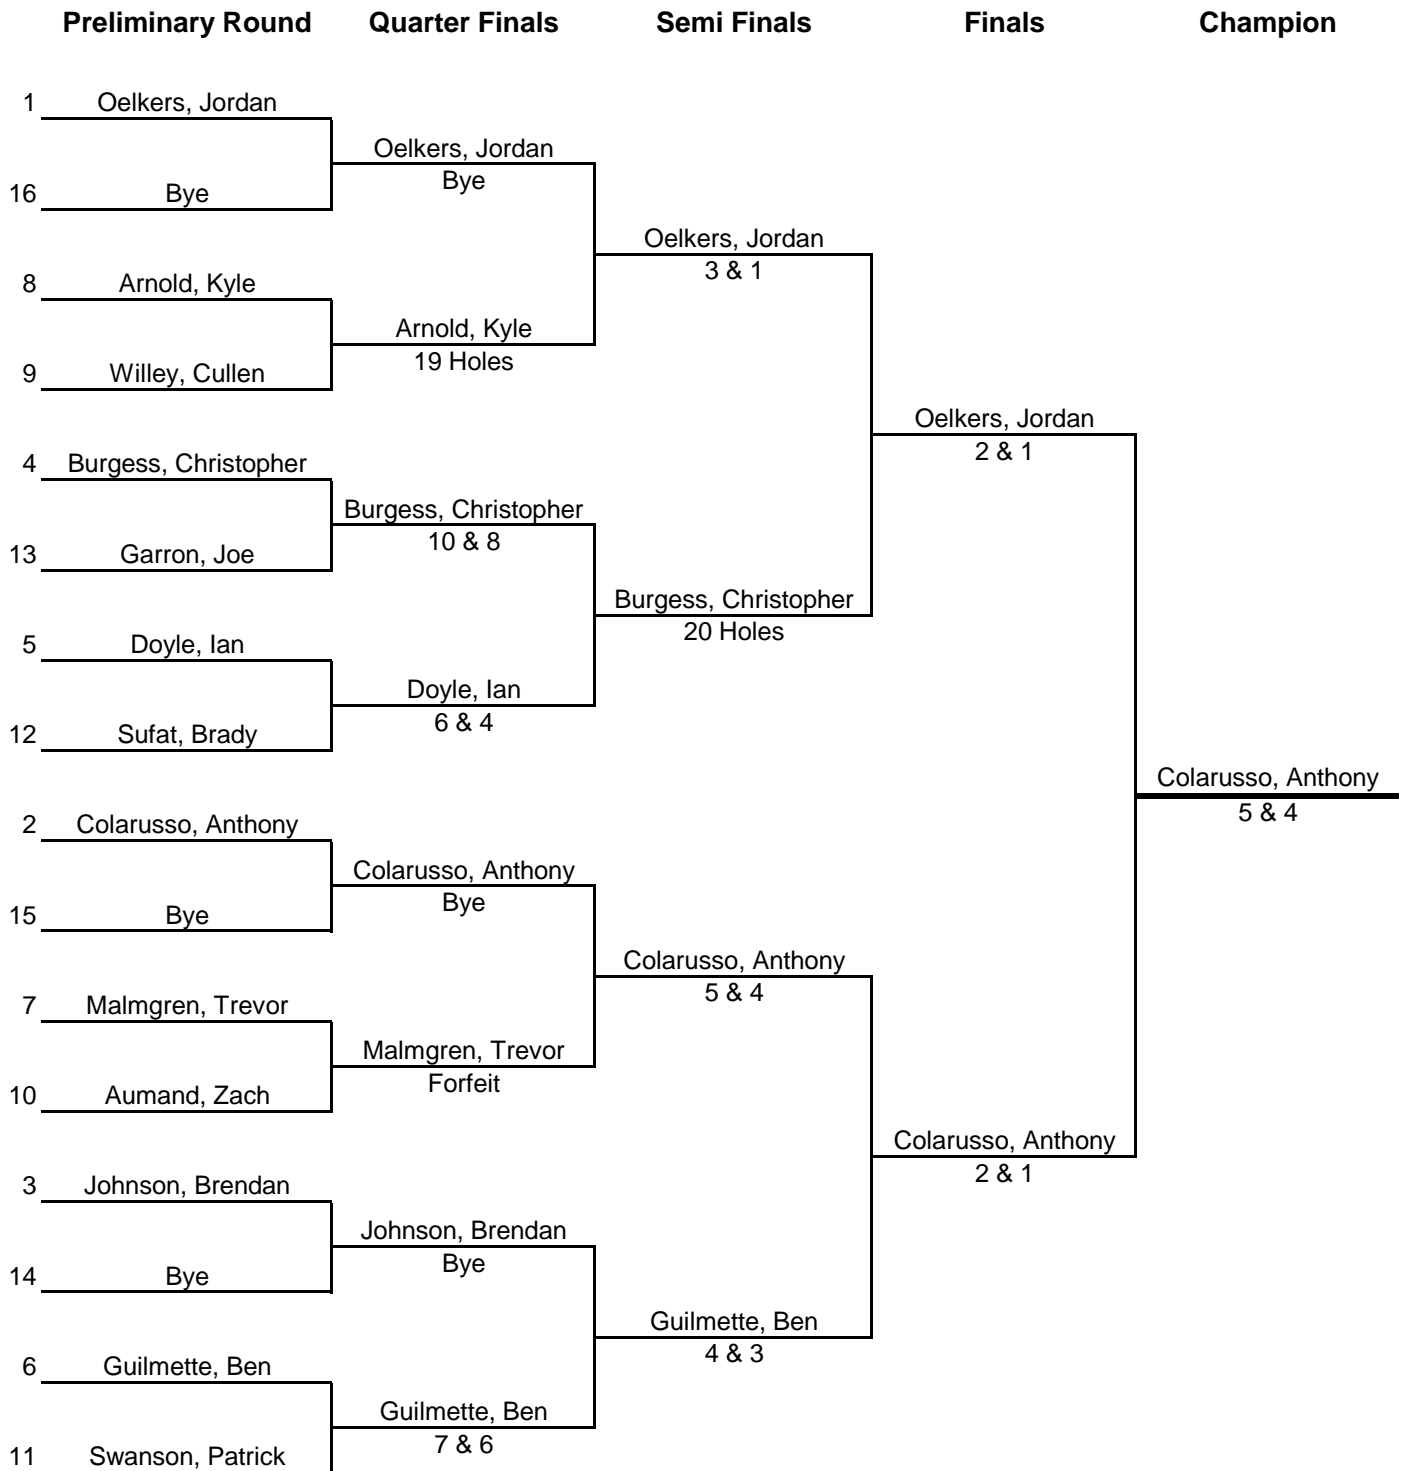 Preliminary Round Quarter Finals Semi Finals Finals Champion
1 Oelkers, Jordan
Oelkers, Jordan
Bye
16 Bye
Oelkers, Jordan
3 & 1
8 Arnold, Kyle
Arnold, Kyle
19 Holes
9 Willey, Cullen
Oelkers, Jordan
2 & 1
4 Burgess, Christopher
Burgess, Christopher
10 & 8
13 Garron, Joe
Burgess, Christopher
20 Holes
5 Doyle, Ian
Doyle, Ian
6 & 4
12 Sufat, Brady
Colarusso, Anthony
5 & 4
2 Colarusso, Anthony
Colarusso, Anthony
Bye
15 Bye
Colarusso, Anthony
5 & 4
7 Malmgren, Trevor
Malmgren, Trevor
Forfeit
10 Aumand, Zach
Colarusso, Anthony
2 & 1
3 Johnson, Brendan
Johnson, Brendan
Bye
14 Bye
Guilmette, Ben
4 & 3
6 Guilmette, Ben
Guilmette, Ben
7 & 6
11 Swanson, Patrick